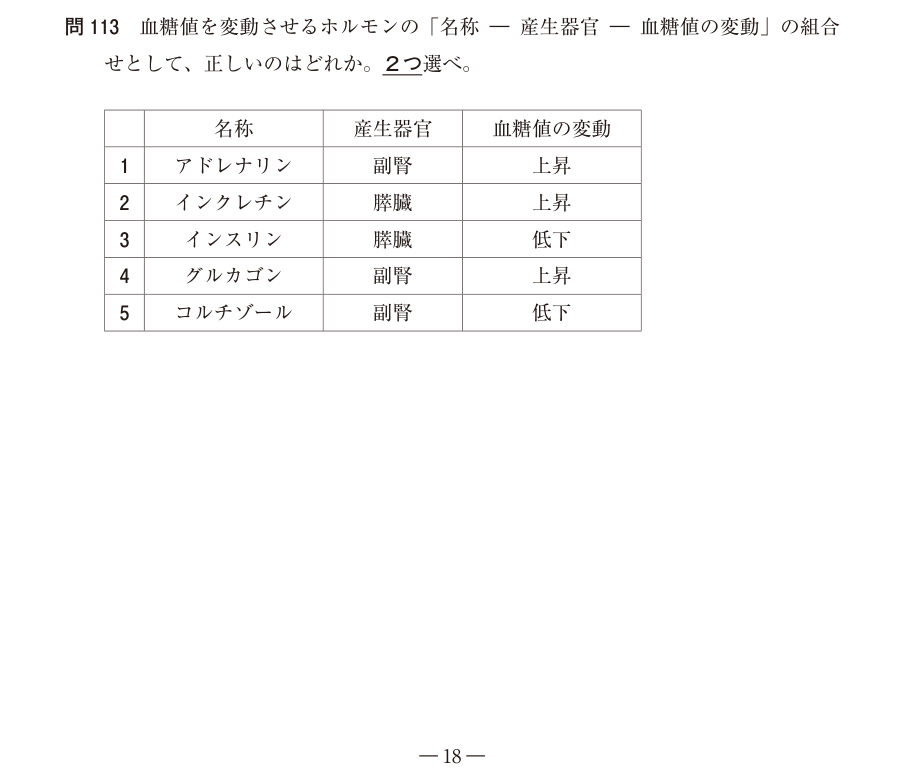 問 113　血糖値を変動させるホルモンの「名称 ― 産生器官 ― 血糖値の変動」の組合
せとして、正しいのはどれか。2つ選べ。
名称　産生器官　血糖値の変動
1　アドレナリン　副腎　上昇
2　インクレチン　膵臓　上昇
3　インスリン　膵臓　低下
4　グルカゴン　副腎　上昇
5　コルチゾール　副腎　低下
― 18 ―